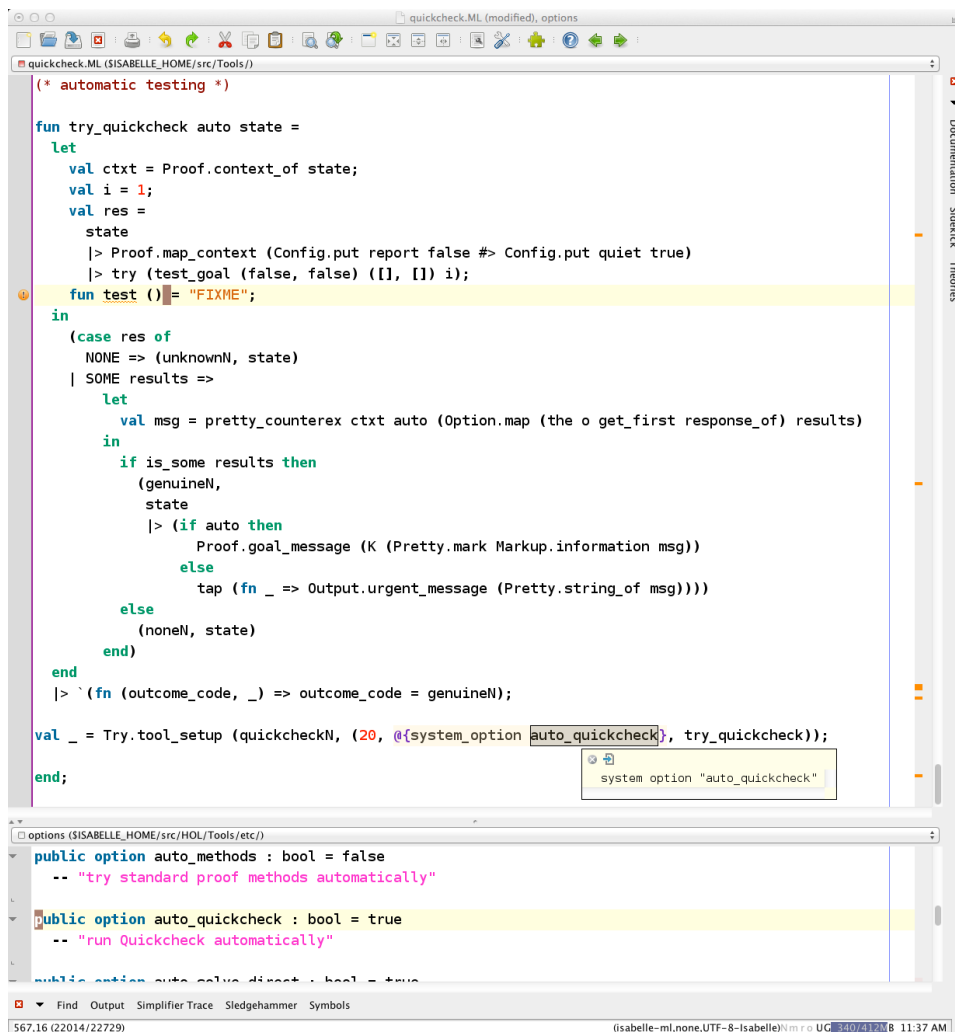 quickcheck.ML (modified), options
quickcheck.ML ($ISABELLE_HOME/src/Tools/)
(* automatic testing *)
fun try_quickcheck auto state =
let
val ctxt = Proof.context_of state;
val i = 1;
val res =
state
|> Proof.map_context (Config.put report false #> Config.put quiet true)
|> try (test_goal (false, false) ([], []) i);
fun test () = "FIXME";
in
(case res of
NONE => (unknownN, state)
| SOME results =>
let
val msg = pretty_counterex ctxt auto (Option.map (the o get_first response_of) results)
in
if is_some results then
(genuineN,
state
|> (if auto then
Proof.goal_message (K (Pretty.mark Markup.information msg))
else
tap (fn _ => Output.urgent_message (Pretty.string_of msg))))
else
(noneN, state)
end)
end
|> `(fn (outcome_code, _) => outcome_code = genuineN);
val _ = Try.tool_setup (quickcheckN, (20, @{system_option auto_quickcheck}, try_quickcheck));
system option "auto_quickcheck"
end;
Documentation
Sidekick
Theories
options ($ISABELLE_HOME/src/HOL/Tools/etc/)
public option auto_methods : bool = false
-- "try standard proof methods automatically"
public option auto_quickcheck : bool = true
-- "run Quickcheck automatically"
public option auto_solve_direct : bool = true
Find Output Simplifier Trace Sledgehammer Symbols
567,16 (22014/22729)
(isabelle-ml,none,UTF-8-Isabelle)N m r o UG 340/412MB 11:37 AM